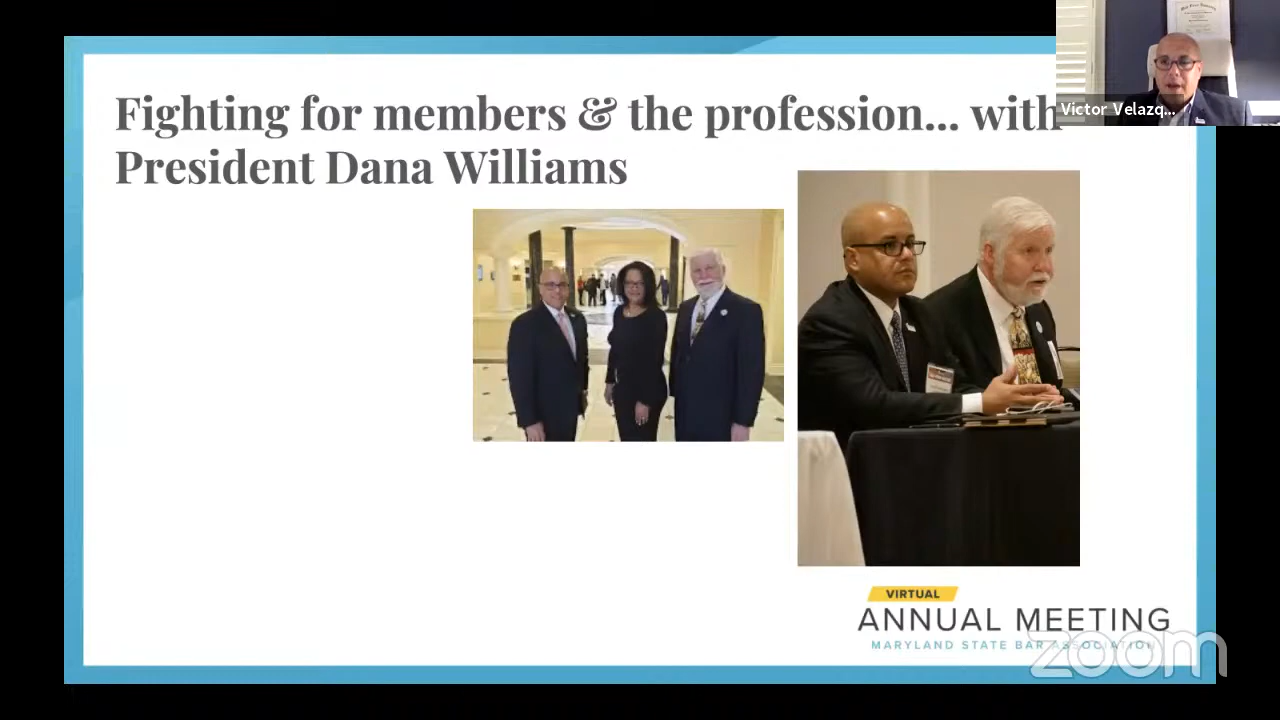 Fighting for members & the profession... with
President Dana Williams
Victor Velazq...
VIRTUAL
ANNUAL MEETING
MARYLAND STATE BAR ASSOCIATION
zoom